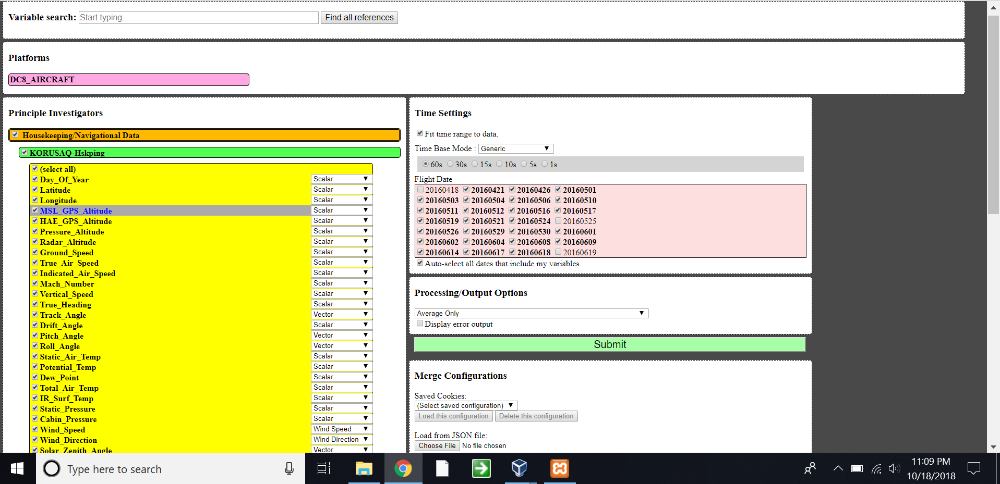 Variable search: Start typing... Find all references
Platforms
DC8_AIRCRAFT
Principle Investigators
Housekeeping/Navigational Data
KORUSAQ-Hskping
(select all)
Day_Of_Year Scalar
Latitude Scalar
Longitude Scalar
MSL_GPS_Altitude Scalar
HAE_GPS_Altitude Scalar
Pressure_Altitude Scalar
Radar_Altitude Scalar
Ground_Speed Scalar
True_Air_Speed Scalar
Indicated_Air_Speed Scalar
Mach_Number Scalar
Vertical_Speed Scalar
True_Heading Scalar
Track_Angle Vector
Drift_Angle Scalar
Pitch_Angle Vector
Roll_Angle Vector
Static_Air_Temp Scalar
Potential_Temp Scalar
Dew_Point Scalar
Total_Air_Temp Scalar
IR_Surf_Temp Scalar
Static_Pressure Scalar
Cabin_Pressure Scalar
Wind_Speed Wind Speed
Wind_Direction Wind Direction
Solar_Zenith_Angle Vector
Time Settings
Fit time range to data.
Time Base Mode : Generic
60s 30s 15s 10s 5s 1s
Flight Date
20160418 20160421 20160426 20160501
20160503 20160504 20160506 20160510
20160511 20160512 20160516 20160517
20160519 20160521 20160524 20160525
20160526 20160529 20160530 20160601
20160602 20160604 20160608 20160609
20160614 20160617 20160618 20160619
Auto-select all dates that include my variables.
Processing/Output Options
Average Only
Display error output
Submit
Merge Configurations
Saved Cookies:
(Select saved configuration)
Load this configuration Delete this configuration
Load from JSON file:
Choose File No file chosen
Type here to search
11:09 PM
10/18/2018